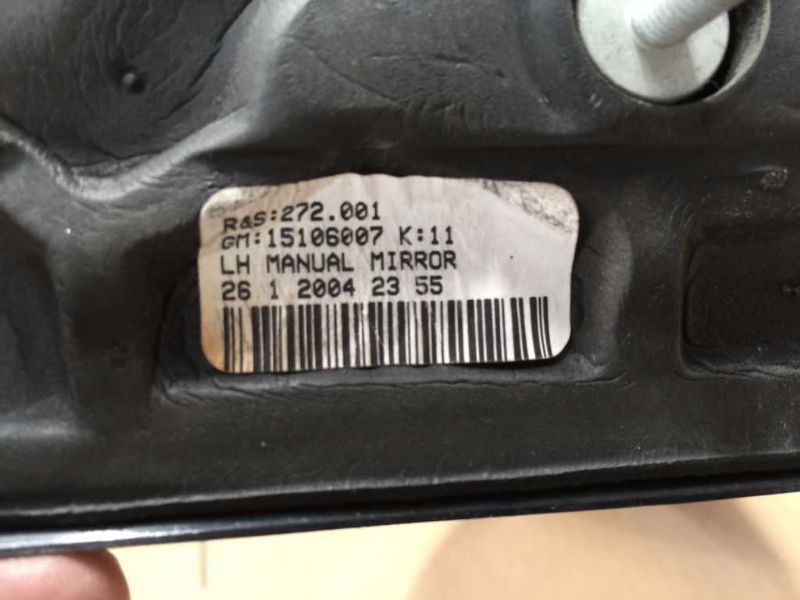 R&S:272.001
GM:15106007 K:11
LH MANUAL MIRROR
26 1 2004 23 55